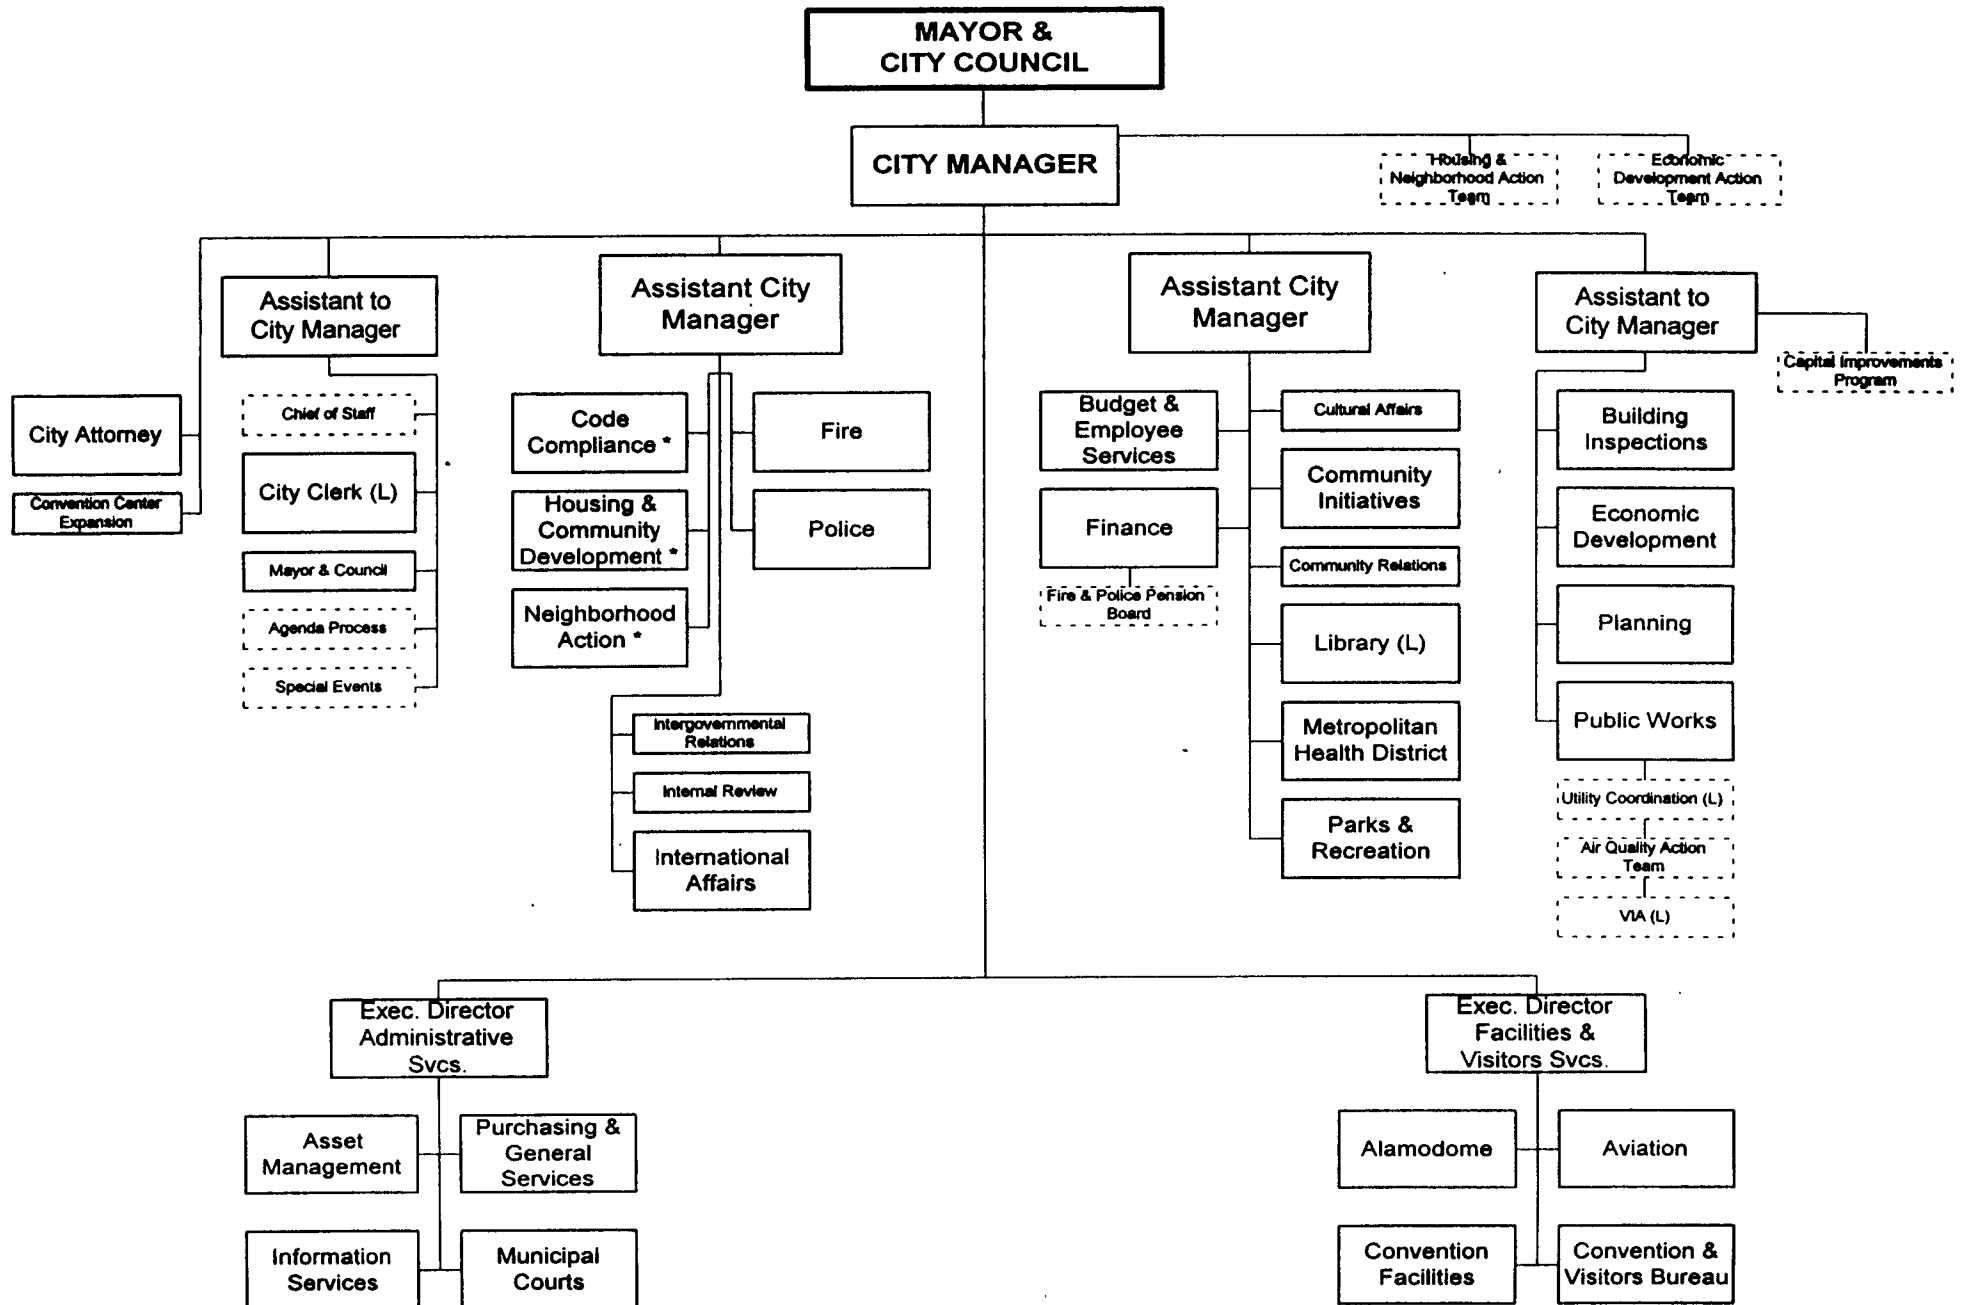 MAYOR &
CITY COUNCIL
CITY MANAGER
Housing &
Neighborhood Action
Team
Economic
Development Action
Team
Assistant to
City Manager
Assistant City
Manager
Assistant City
Manager
Assistant to
City Manager
Capital Improvements
Program
City Attorney
Convention Center
Expansion
Chief of Staff
City Clerk (L)
Mayor & Council
Agenda Process
Special Events
Code
Compliance *
Housing &
Community
Development *
Neighborhood
Action *
Fire
Police
Intergovernmental
Relations
Internal Review
International
Affairs
Budget &
Employee
Services
Finance
Fire & Police Pension
Board
Cultural Affairs
Community
Initiatives
Community Relations
Library (L)
Metropolitan
Health District
Parks &
Recreation
Building
Inspections
Economic
Development
Planning
Public Works
Utility Coordination (L)
Air Quality Action
Team
VIA (L)
Exec. Director
Administrative
Svcs.
Asset
Management
Purchasing &
General
Services
Information
Services
Municipal
Courts
Exec. Director
Facilities &
Visitors Svcs.
Alamodome
Aviation
Convention
Facilities
Convention &
Visitors Bureau